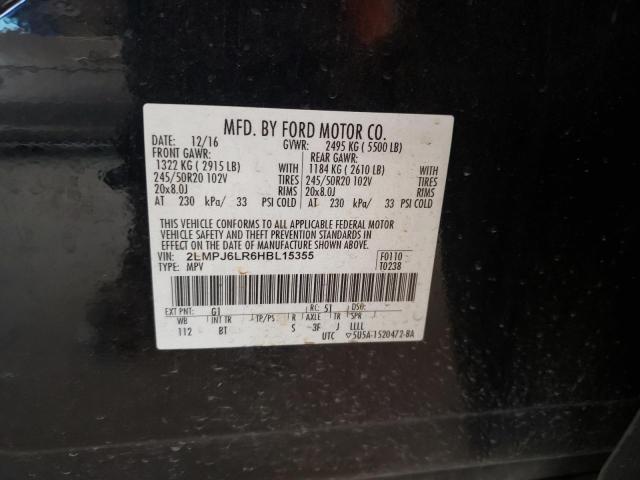 MFD. BY FORD MOTOR CO.
DATE: 12/16 GVWR: 2495 KG ( 5500 LB)
FRONT GAWR: REAR GAWR:
1322 KG ( 2915 LB) WITH 1184 KG ( 2610 LB) WITH
245/50R20 102V TIRES 245/50R20 102V TIRES
20x8.0J RIMS 20x8.0J RIMS
AT 230 kPa/ 33 PSI COLD AT 230 kPa/ 33 PSI COLD
THIS VEHICLE CONFORMS TO ALL APPLICABLE FEDERAL MOTOR
VEHICLE SAFETY AND THEFT PREVENTION STANDARDS IN
EFFECT ON THE DATE OF MANUFACTURE SHOWN ABOVE.
VIN: 2LMPJ6LR6HBL15355 F0110
TYPE: MPV T0238
EXT PNT: G1 RC: 51 DSO:
WB INT TR TP/PS R AXLE TR SPR
112 BT S 3F J LLLL
UTC ▽5U5A-1520472-BA